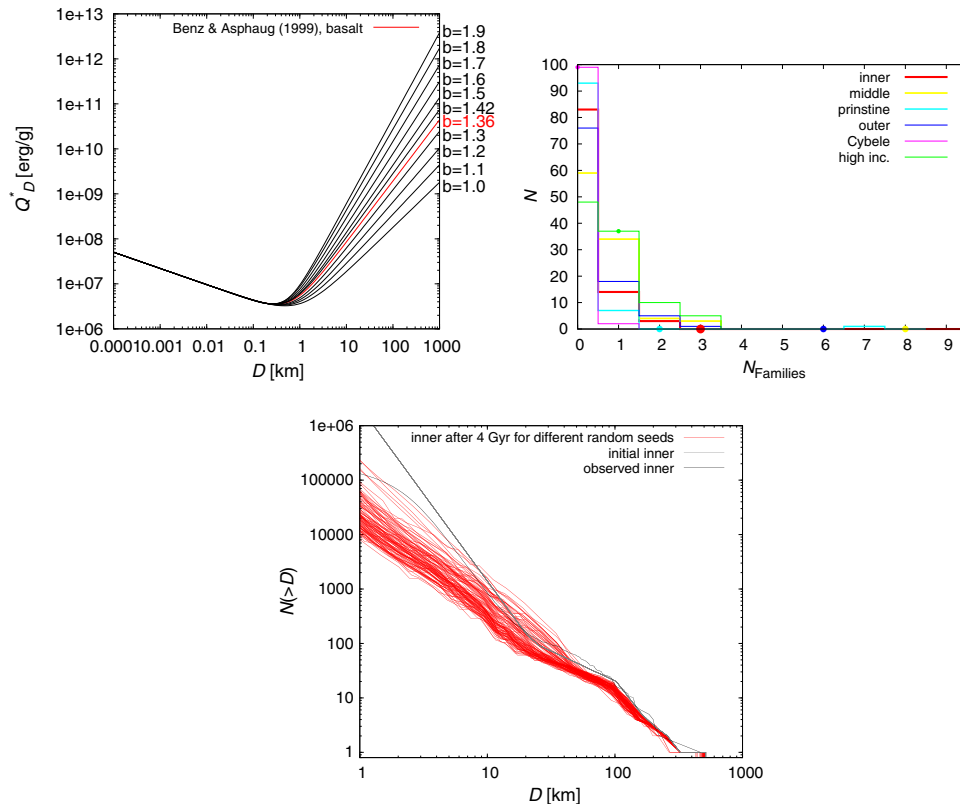 Benz & Asphaug (1999), basalt
1e+13
1e+12
1e+11
1e+10
1e+09
1e+08
1e+07
1e+06
Q*D [erg/g]
b=1.9
b=1.8
b=1.7
b=1.6
b=1.5
b=1.42
b=1.36
b=1.3
b=1.2
b=1.1
b=1.0
0.0001 0.001 0.01 0.1 1 10 100 1000
D [km]
100
90
80
70
60
50
40
30
20
10
0
N
inner
middle
prinstine
outer
Cybele
high inc.
0 1 2 3 4 5 6 7 8 9
NFamilies
inner after 4 Gyr for different random seeds
initial inner
observed inner
1e+06
100000
10000
1000
100
10
1
N(>D)
1 10 100 1000
D [km]